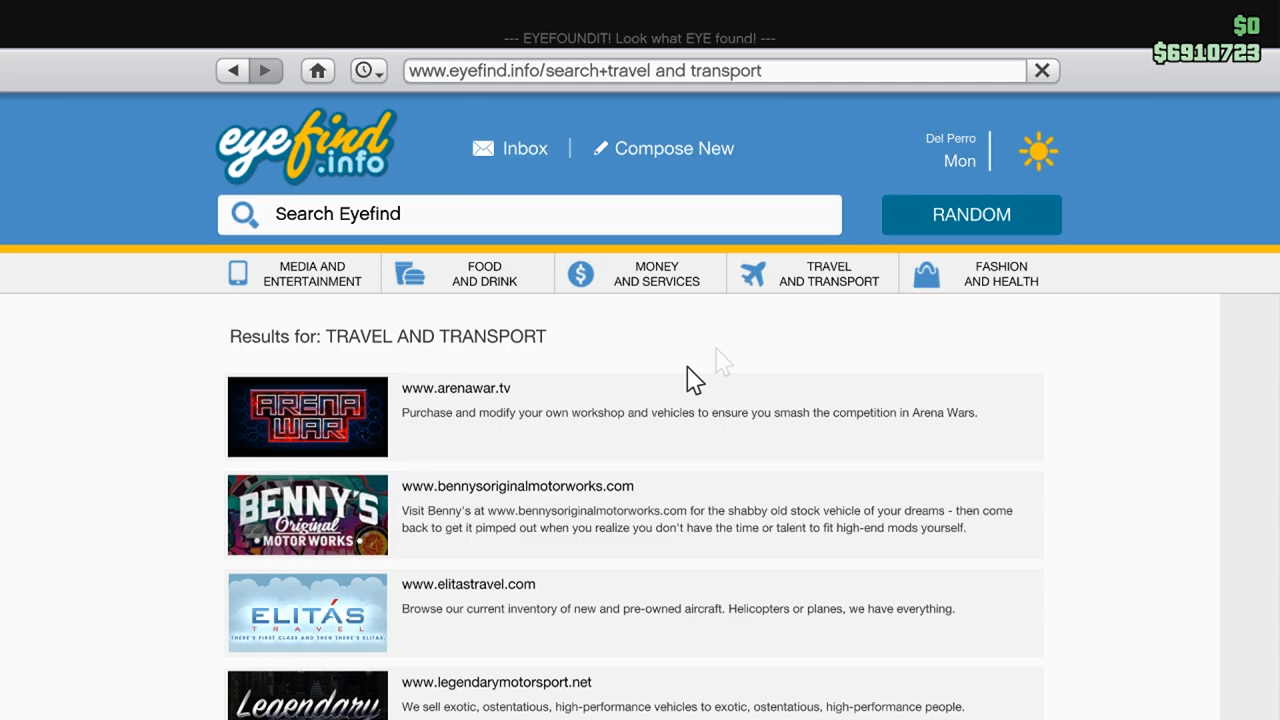 --- EYEFOUNDIT! Look what EYE found! ---
$0
$6910723
www.eyefind.info/search+travel and transport
eyefind
.info
Inbox
Compose New
Del Perro
Mon
Search Eyefind
RANDOM
MEDIA AND
ENTERTAINMENT
FOOD
AND DRINK
MONEY
AND SERVICES
TRAVEL
AND TRANSPORT
FASHION
AND HEALTH
Results for: TRAVEL AND TRANSPORT
ARENA
WAR
www.arenawar.tv
Purchase and modify your own workshop and vehicles to ensure you smash the competition in Arena Wars.
BENNY'S
Original
•MOTOR WORKS•
www.bennysoriginalmotorworks.com
Visit Benny's at www.bennysoriginalmotorworks.com for the shabby old stock vehicle of your dreams - then come
back to get it pimped out when you realize you don't have the time or talent to fit high-end mods yourself.
ELITÁS
TRAVEL
THERE'S FIRST CLASS AND THEN THERE'S ELITAS.
www.elitastravel.com
Browse our current inventory of new and pre-owned aircraft. Helicopters or planes, we have everything.
Legendary
www.legendarymotorsport.net
We sell exotic, ostentatious, high-performance vehicles to exotic, ostentatious, high-performance people.